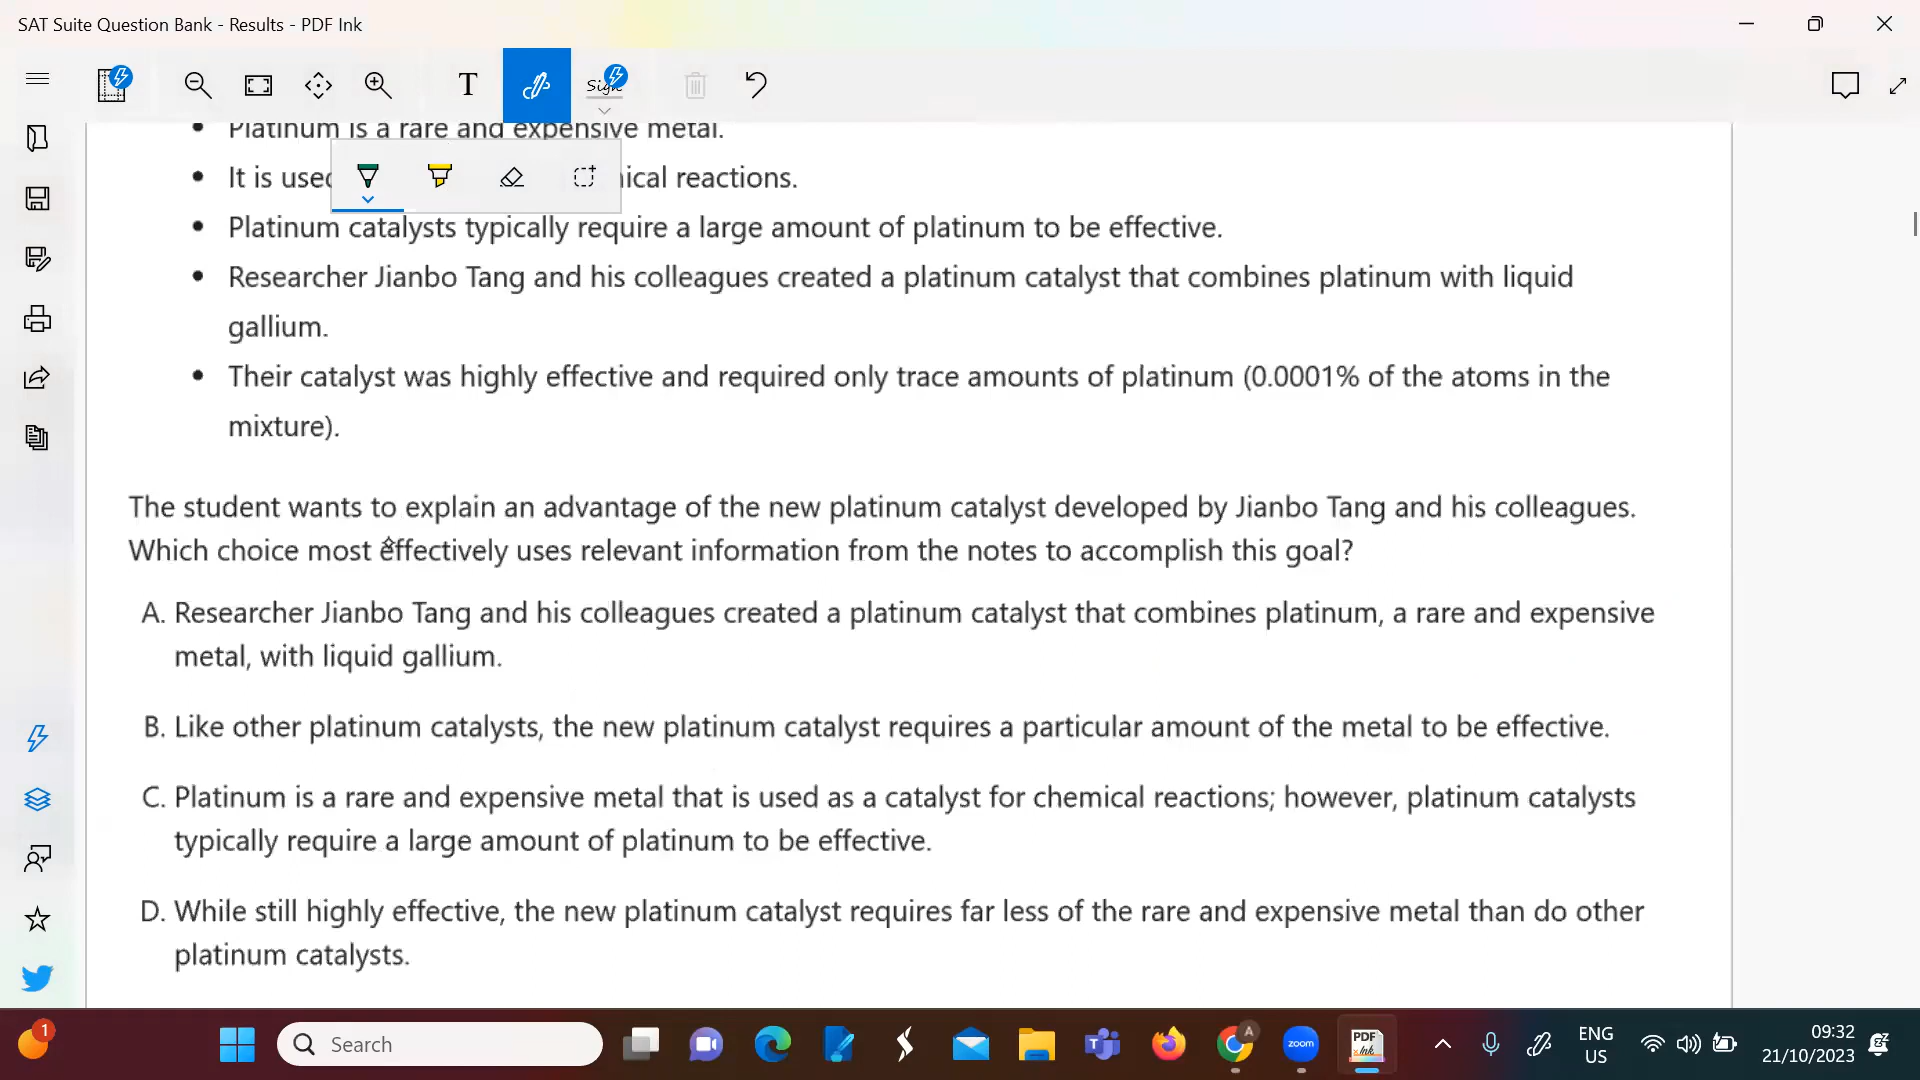 SAT Suite Question Bank - Results - PDF Ink
T
Sign
• Platinum is a rare and expensive metal.
• It is used ical reactions.
• Platinum catalysts typically require a large amount of platinum to be effective.
• Researcher Jianbo Tang and his colleagues created a platinum catalyst that combines platinum with liquid
gallium.
• Their catalyst was highly effective and required only trace amounts of platinum (0.0001% of the atoms in the
mixture).
The student wants to explain an advantage of the new platinum catalyst developed by Jianbo Tang and his colleagues.
Which choice most effectively uses relevant information from the notes to accomplish this goal?
A. Researcher Jianbo Tang and his colleagues created a platinum catalyst that combines platinum, a rare and expensive
metal, with liquid gallium.
B. Like other platinum catalysts, the new platinum catalyst requires a particular amount of the metal to be effective.
C. Platinum is a rare and expensive metal that is used as a catalyst for chemical reactions; however, platinum catalysts
typically require a large amount of platinum to be effective.
D. While still highly effective, the new platinum catalyst requires far less of the rare and expensive metal than do other
platinum catalysts.
1
Search
A
zoom
PDF
Ink
ENG
US
09:32
21/10/2023